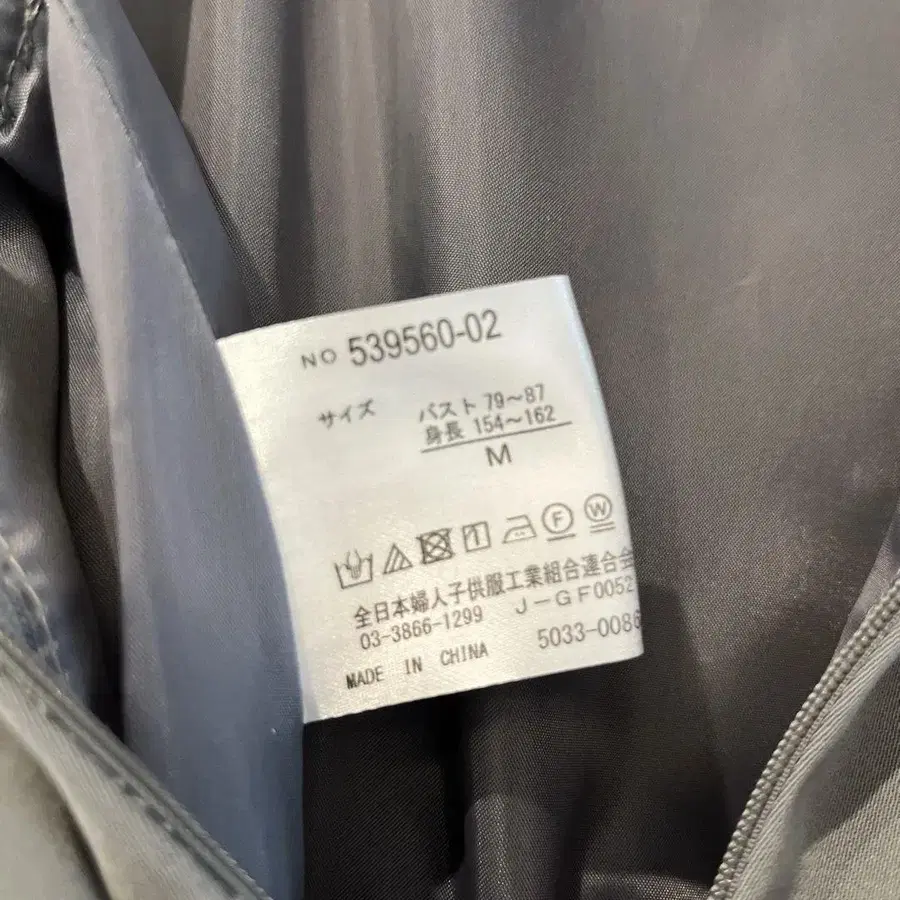 NO 539560-02
サイズ バスト 79～87
身長 154～162
M
全日本婦人子供服工業組合連合会
03-3866-1299 J-GF0052
5033-0086
MADE IN CHINA